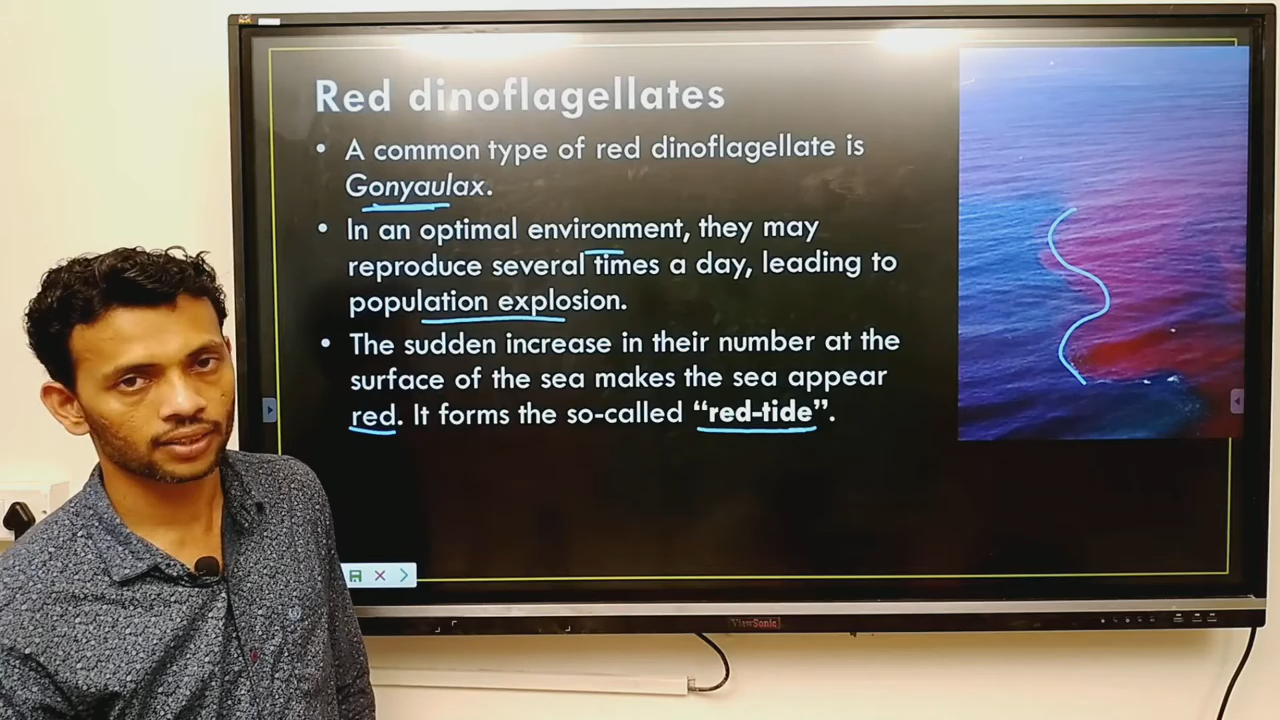 Red dinoflagellates
• A common type of red dinoflagellate is
Gonyaulax.
• In an optimal environment, they may
reproduce several times a day, leading to
population explosion.
• The sudden increase in their number at the
surface of the sea makes the sea appear
red. It forms the so-called “red-tide”.
ViewSonic